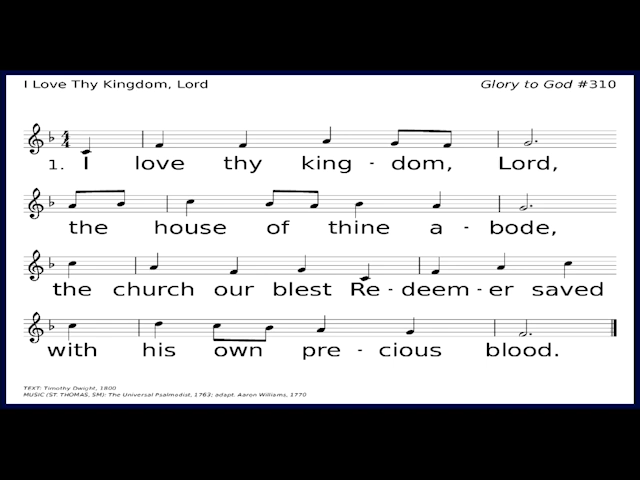 I Love Thy Kingdom, Lord
Glory to God #310
1. I love thy king - dom, Lord,
the house of thine a - bode,
the church our blest Re - deem - er saved
with his own pre - cious blood.
TEXT: Timothy Dwight, 1800
MUSIC (ST. THOMAS, SM): The Universal Psalmodist, 1763; adapt. Aaron Williams, 1770